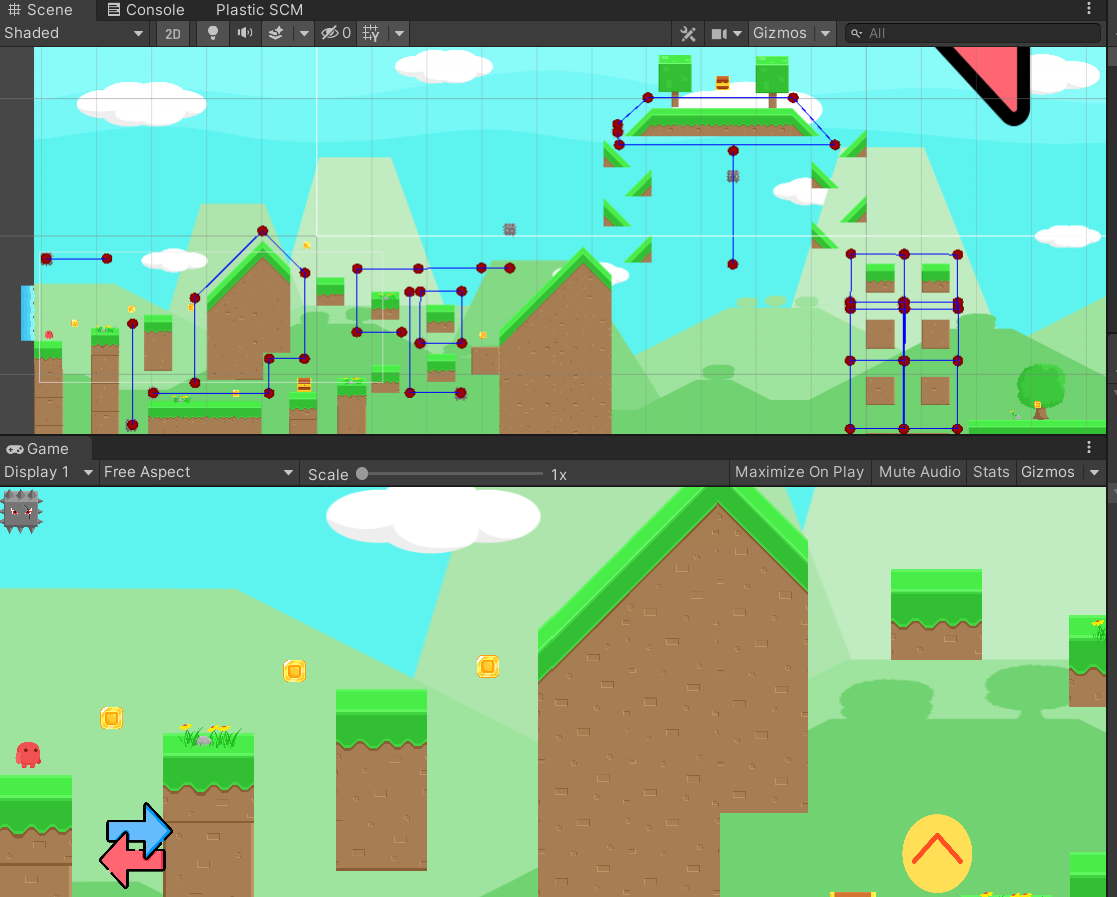 Scene Console Plastic SCM
Shaded 2D 0 Gizmos All
Game
Display 1 Free Aspect Scale 1x Maximize On Play Mute Audio Stats Gizmos